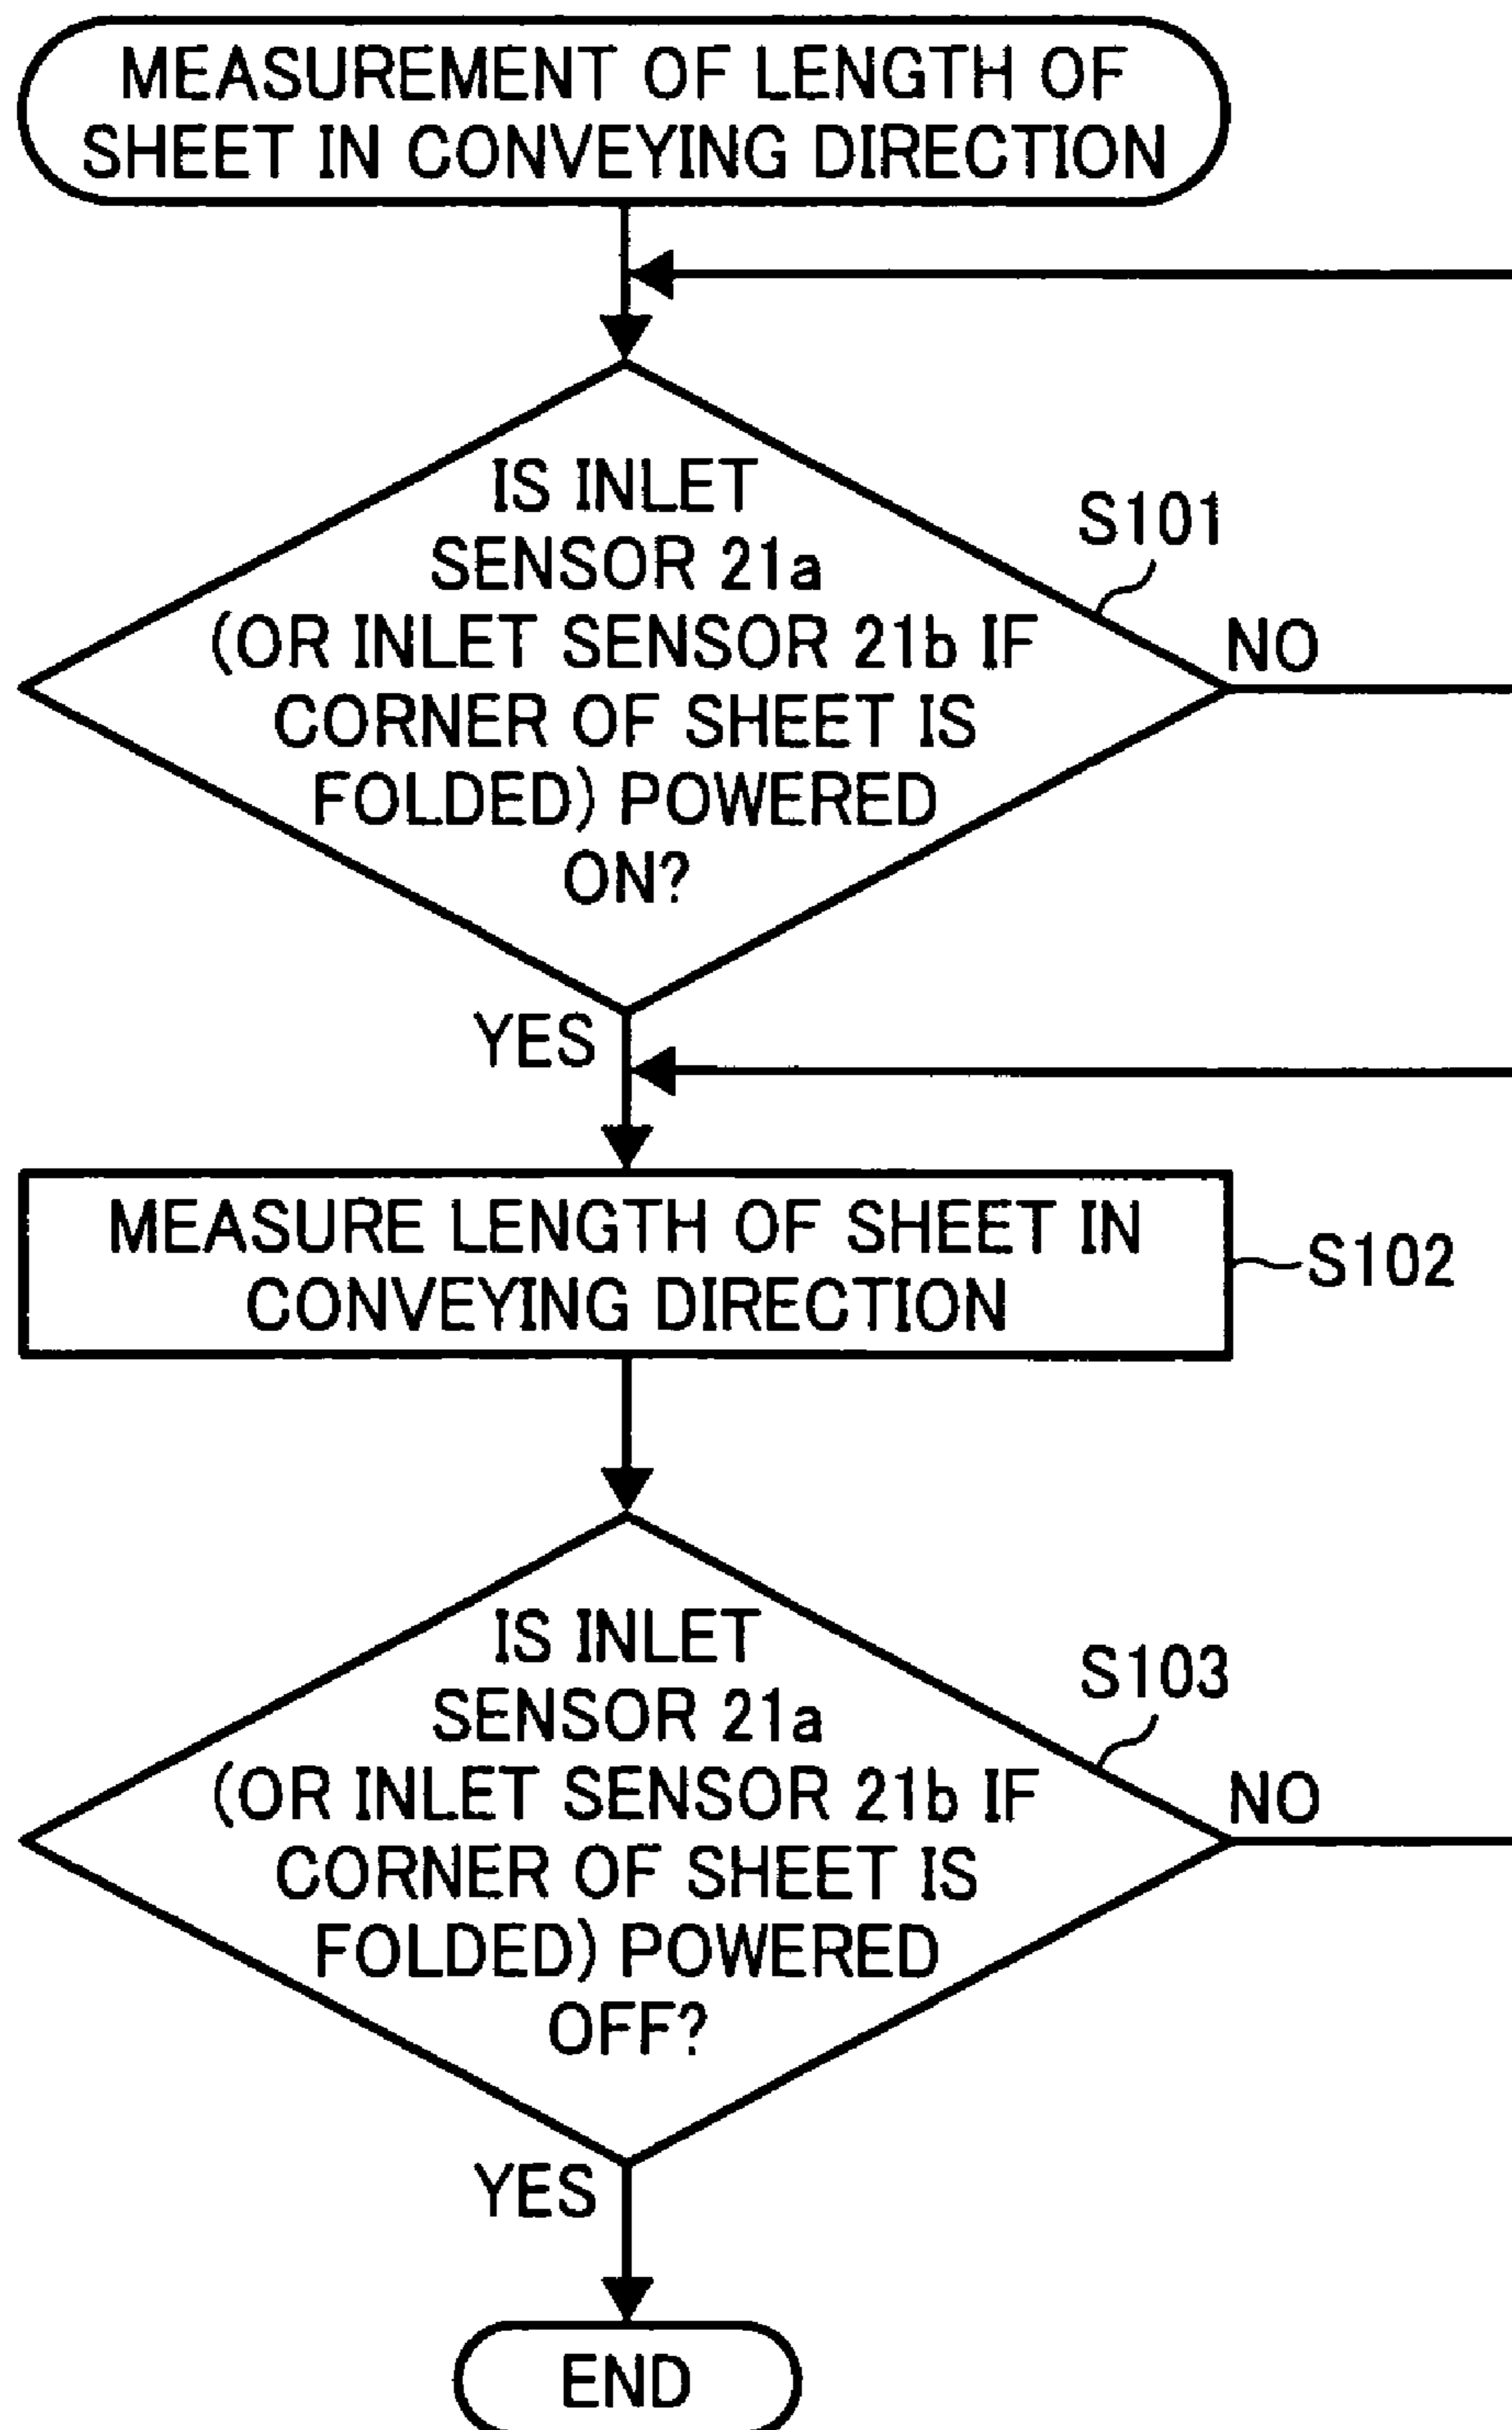 MEASUREMENT OF LENGTH OF
SHEET IN CONVEYING DIRECTION
IS INLET
SENSOR 21a
(OR INLET SENSOR 21b IF
CORNER OF SHEET IS
FOLDED) POWERED
ON?
S101
NO
YES
MEASURE LENGTH OF SHEET IN
CONVEYING DIRECTION
S102
IS INLET
SENSOR 21a
(OR INLET SENSOR 21b IF
CORNER OF SHEET IS
FOLDED) POWERED
OFF?
S103
NO
YES
END